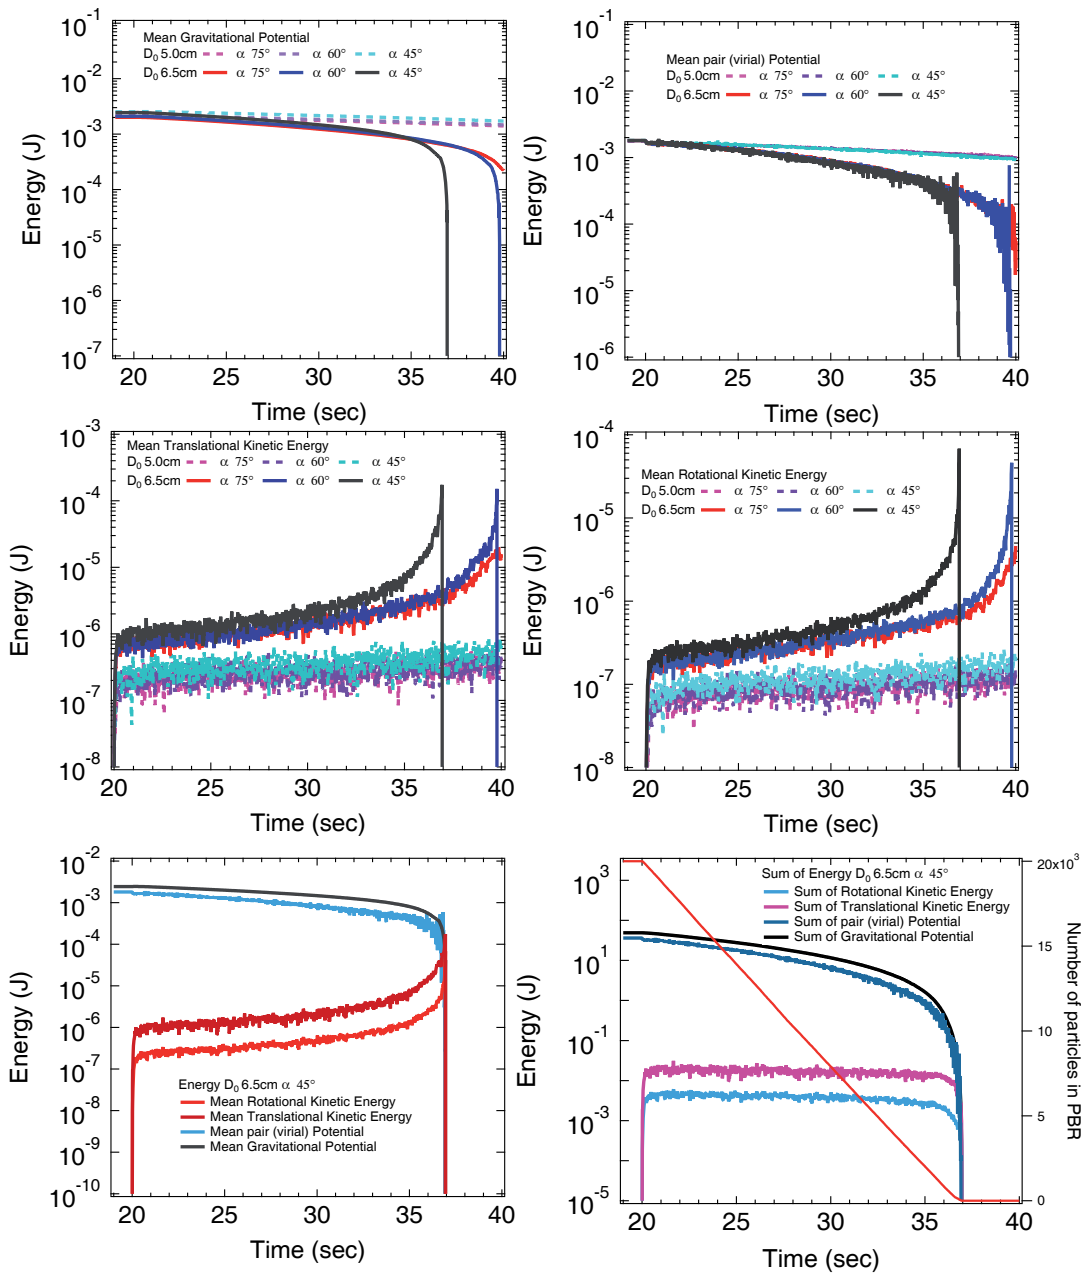 Mean Gravitational Potential
D0 5.0cm α 75° α 60° α 45°
D0 6.5cm α 75° α 60° α 45°
10-1
10-2
10-3
10-4
10-5
10-6
10-7
Energy (J)
20 25 30 35 40
Time (sec)
Mean pair (virial) Potential
D0 5.0cm α 75° α 60° α 45°
D0 6.5cm α 75° α 60° α 45°
10-1
10-2
10-3
10-4
10-5
10-6
Energy (J)
20 25 30 35 40
Time (sec)
Mean Translational Kinetic Energy
D0 5.0cm α 75° α 60° α 45°
D0 6.5cm α 75° α 60° α 45°
10-3
10-4
10-5
10-6
10-7
10-8
Energy (J)
20 25 30 35 40
Time (sec)
Mean Rotational Kinetic Energy
D0 5.0cm α 75° α 60° α 45°
D0 6.5cm α 75° α 60° α 45°
10-4
10-5
10-6
10-7
10-8
Energy (J)
20 25 30 35 40
Time (sec)
10-2
10-3
10-4
10-5
10-6
10-7
10-8
10-9
10-10
Energy (J)
Energy D0 6.5cm α 45°
Mean Rotational Kinetic Energy
Mean Translational Kinetic Energy
Mean pair (virial) Potential
Mean Gravitational Potential
20 25 30 35 40
Time (sec)
Sum of Energy D0 6.5cm α 45°
Sum of Rotational Kinetic Energy
Sum of Translational Kinetic Energy
Sum of pair (virial) Potential
Sum of Gravitational Potential
103
101
10-1
10-3
10-5
Energy (J)
20x103
15
10
5
0
Number of particles in PBR
20 25 30 35 40
Time (sec)